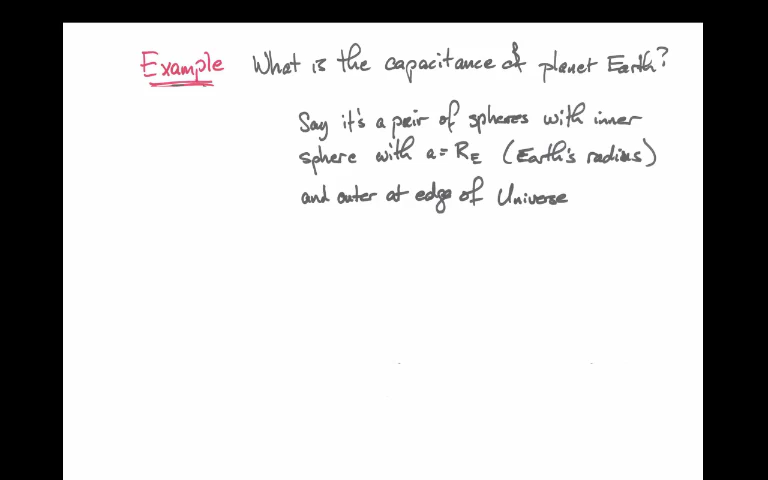 Example What is the capacitance of planet Earth?
Say it's a pair of spheres with inner
sphere with a = R_E (Earth's radius)
and outer at edge of Universe